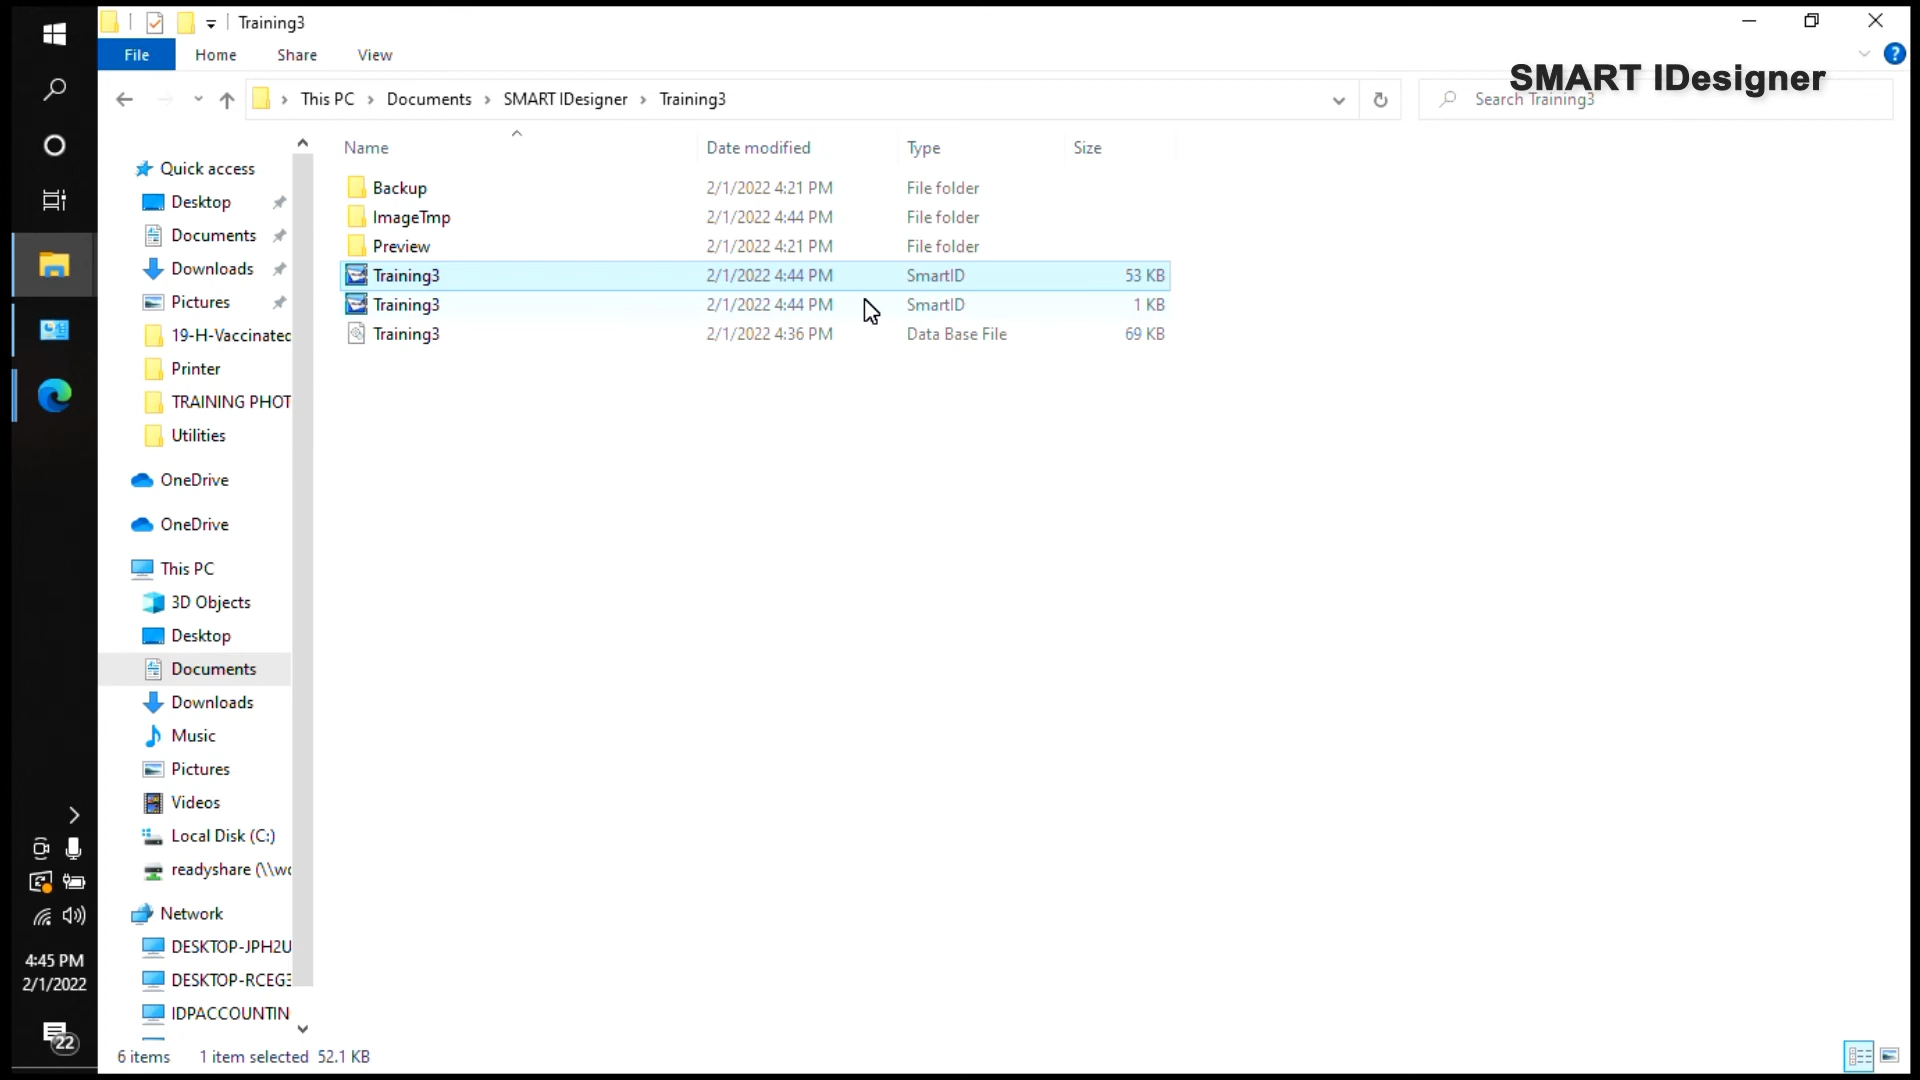 Training3
File Home Share View
SMART IDesigner
This PC Documents SMART IDesigner Training3
Search Training3
Name Date modified Type Size
Backup 2/1/2022 4:21 PM File folder
ImageTmp 2/1/2022 4:44 PM File folder
Preview 2/1/2022 4:21 PM File folder
Training3 2/1/2022 4:44 PM SmartID 53 KB
Training3 2/1/2022 4:44 PM SmartID 1 KB
Training3 2/1/2022 4:36 PM Data Base File 69 KB
Quick access
Desktop
Documents
Downloads
Pictures
19-H-Vaccinated
Printer
TRAINING PHOT
Utilities
OneDrive
OneDrive
This PC
3D Objects
Desktop
Documents
Downloads
Music
Pictures
Videos
Local Disk (C:)
readyshare (\\wo
Network
DESKTOP-JPH2U
DESKTOP-RCEG3
IDPACCOUNTIN
6 items 1 item selected 52.1 KB
4:45 PM
2/1/2022
22